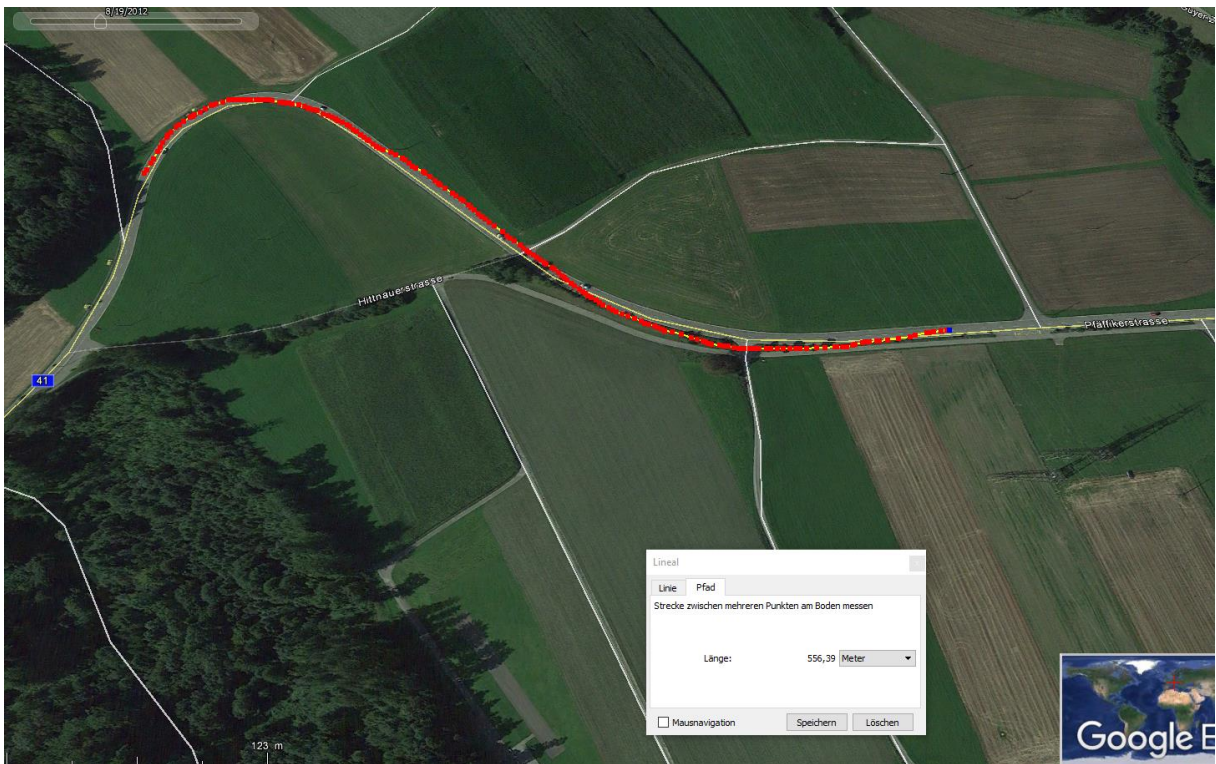 8/19/2012
Hittnauerstrasse
Pfäffikerstrasse
41
Lineal
Linie Pfad
Strecke zwischen mehreren Punkten am Boden messen
Länge: 556,39 Meter
Mausnavigation Speichern Löschen
123 m
Google E